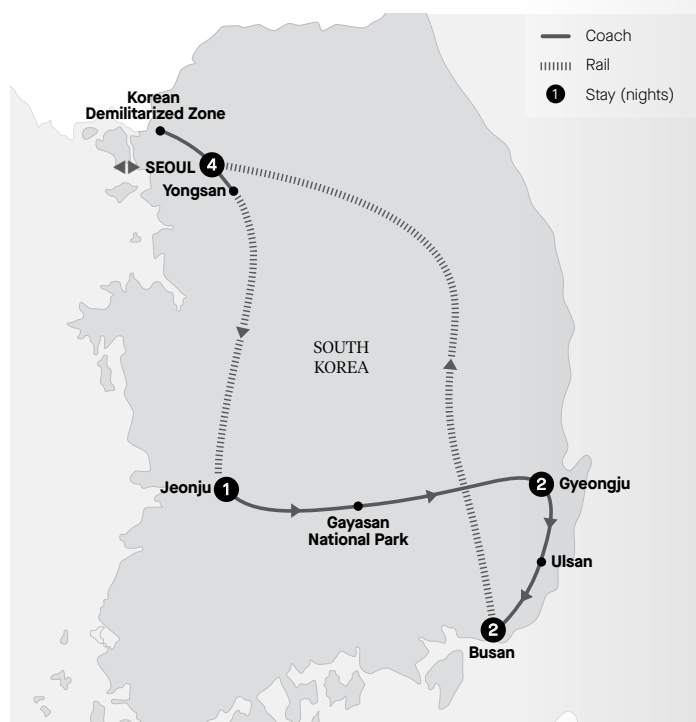 Coach
Rail
1 Stay (nights)
Korean
Demilitarized Zone
SEOUL 4
Yongsan
SOUTH
KOREA
Jeonju 1
2 Gyeongju
Gayasan
National Park
Ulsan
2
Busan